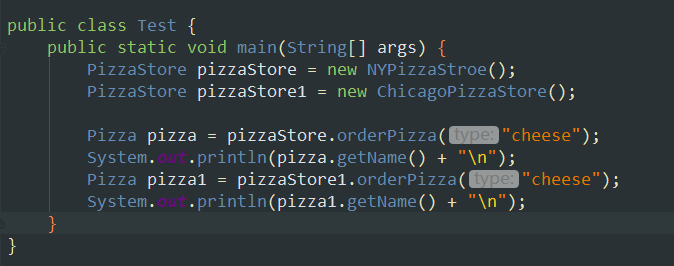 public class Test {
public static void main(String[] args) {
PizzaStore pizzaStore = new NYPizzaStroe();
PizzaStore pizzaStore1 = new ChicagoPizzaStore();
Pizza pizza = pizzaStore.orderPizza( type: "cheese");
System.out.println(pizza.getName() + "\n");
Pizza pizza1 = pizzaStore1.orderPizza( type: "cheese");
System.out.println(pizza1.getName() + "\n");
}
}